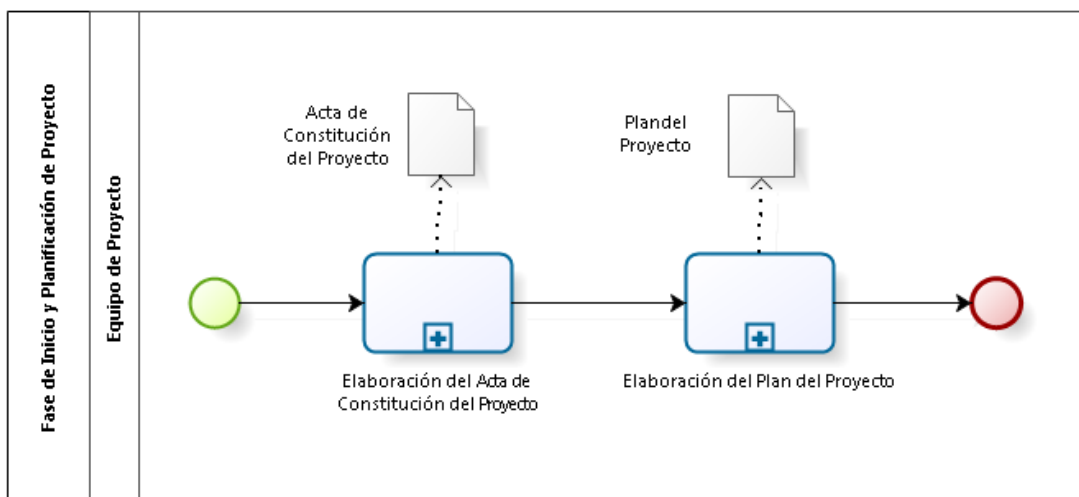 Fase de Inicio y Planificación de Proyecto
Equipo de Proyecto
Acta de
Constitución
del Proyecto
Plandel
Proyecto
Elaboración del Acta de
Constitución del Proyecto
Elaboración del Plan del Proyecto